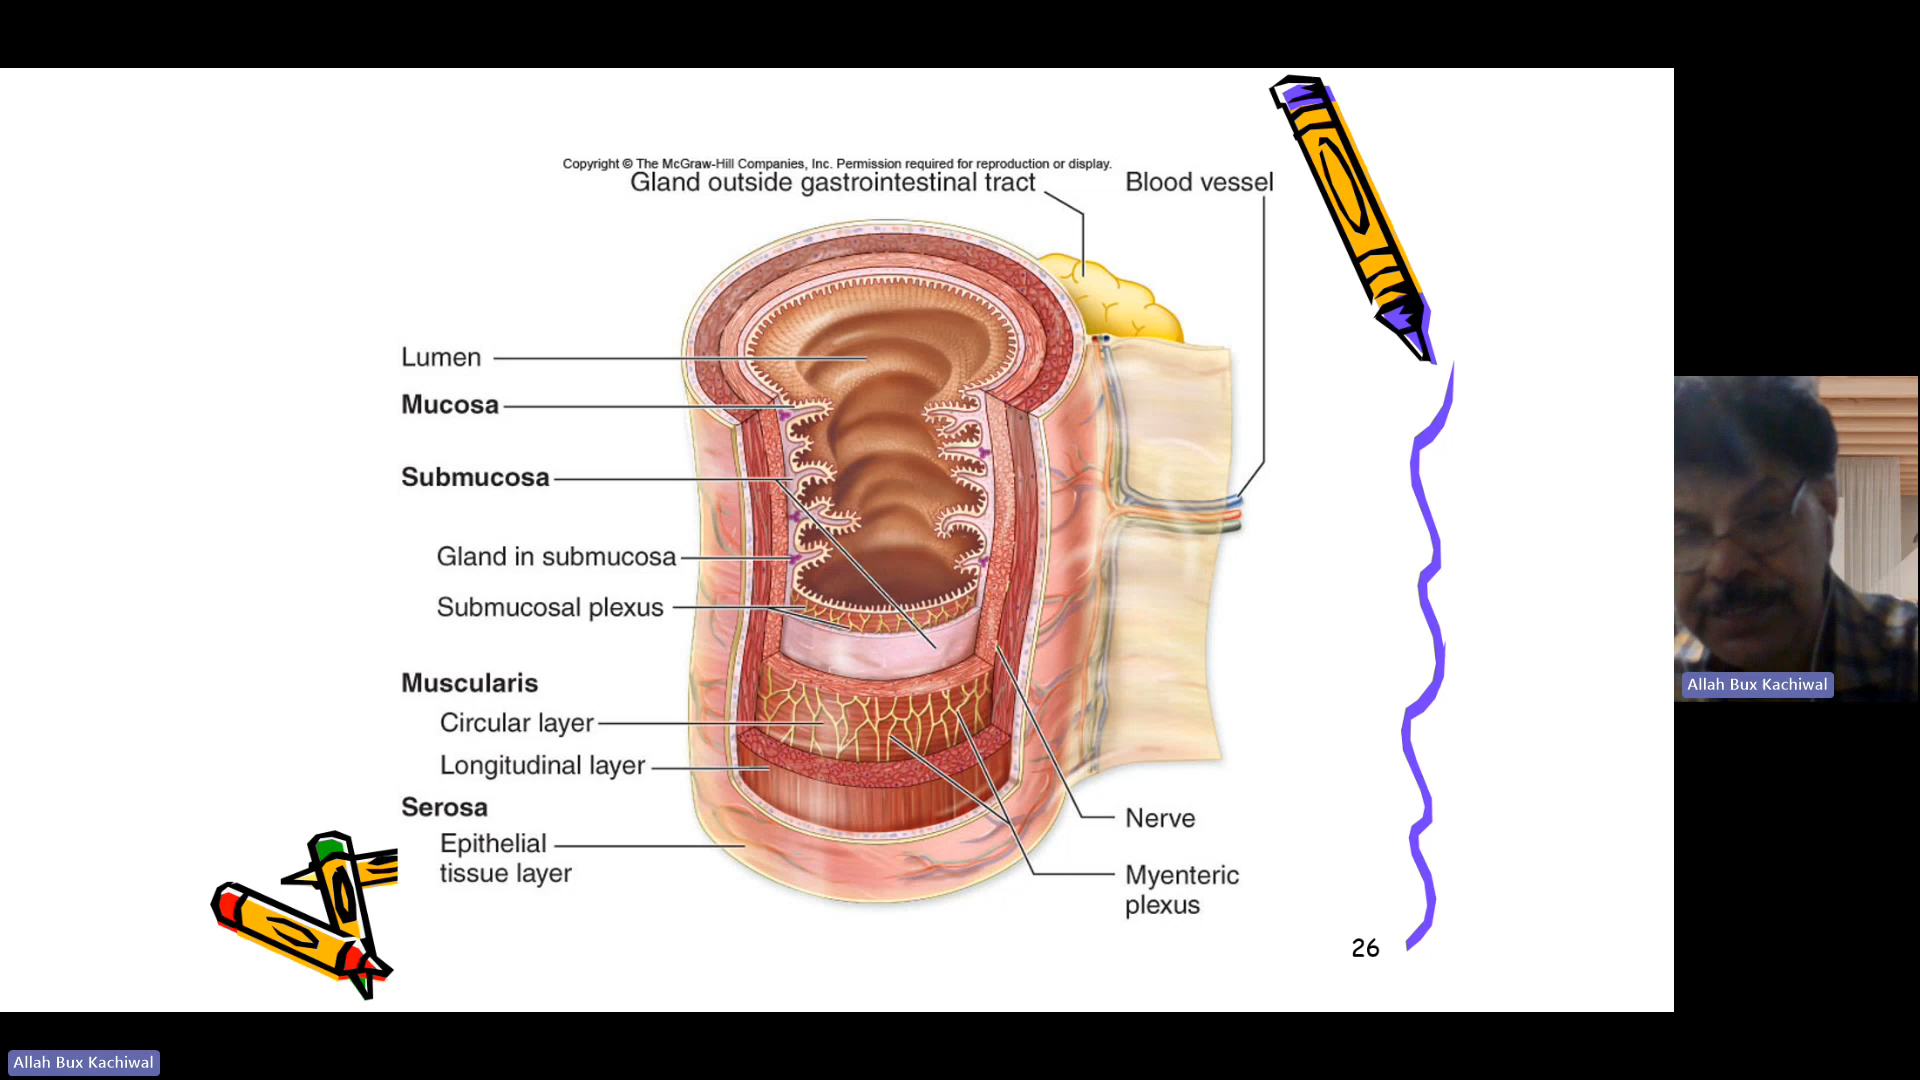 Copyright © The McGraw-Hill Companies, Inc. Permission required for reproduction or display.
Gland outside gastrointestinal tract
Blood vessel
Lumen
Mucosa
Submucosa
Gland in submucosa
Submucosal plexus
Muscularis
Circular layer
Longitudinal layer
Serosa
Epithelial
tissue layer
Nerve
Myenteric
plexus
26
Allah Bux Kachiwal
Allah Bux Kachiwal